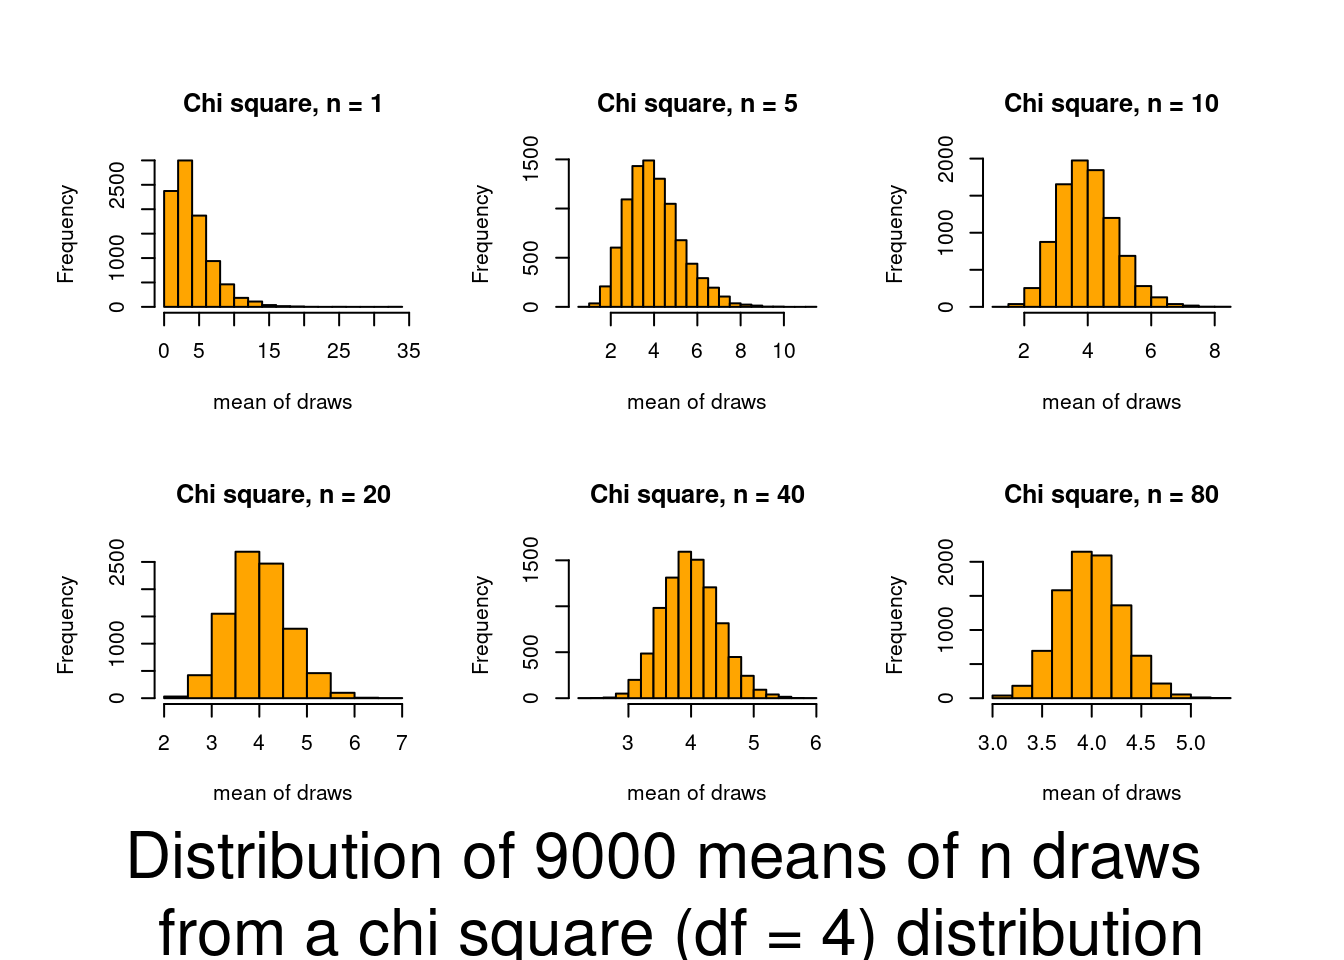 Chi square, n = 1
Frequency
0 1000 2500
0 5 15 25 35
mean of draws
Chi square, n = 5
Frequency
0 500 1500
2 4 6 8 10
mean of draws
Chi square, n = 10
Frequency
0 1000 2000
2 4 6 8
mean of draws
Chi square, n = 20
Frequency
0 1000 2500
2 3 4 5 6 7
mean of draws
Chi square, n = 40
Frequency
0 500 1500
3 4 5 6
mean of draws
Chi square, n = 80
Frequency
0 1000 2000
3.0 3.5 4.0 4.5 5.0
mean of draws
Distribution of 9000 means of n draws
from a chi square (df = 4) distribution